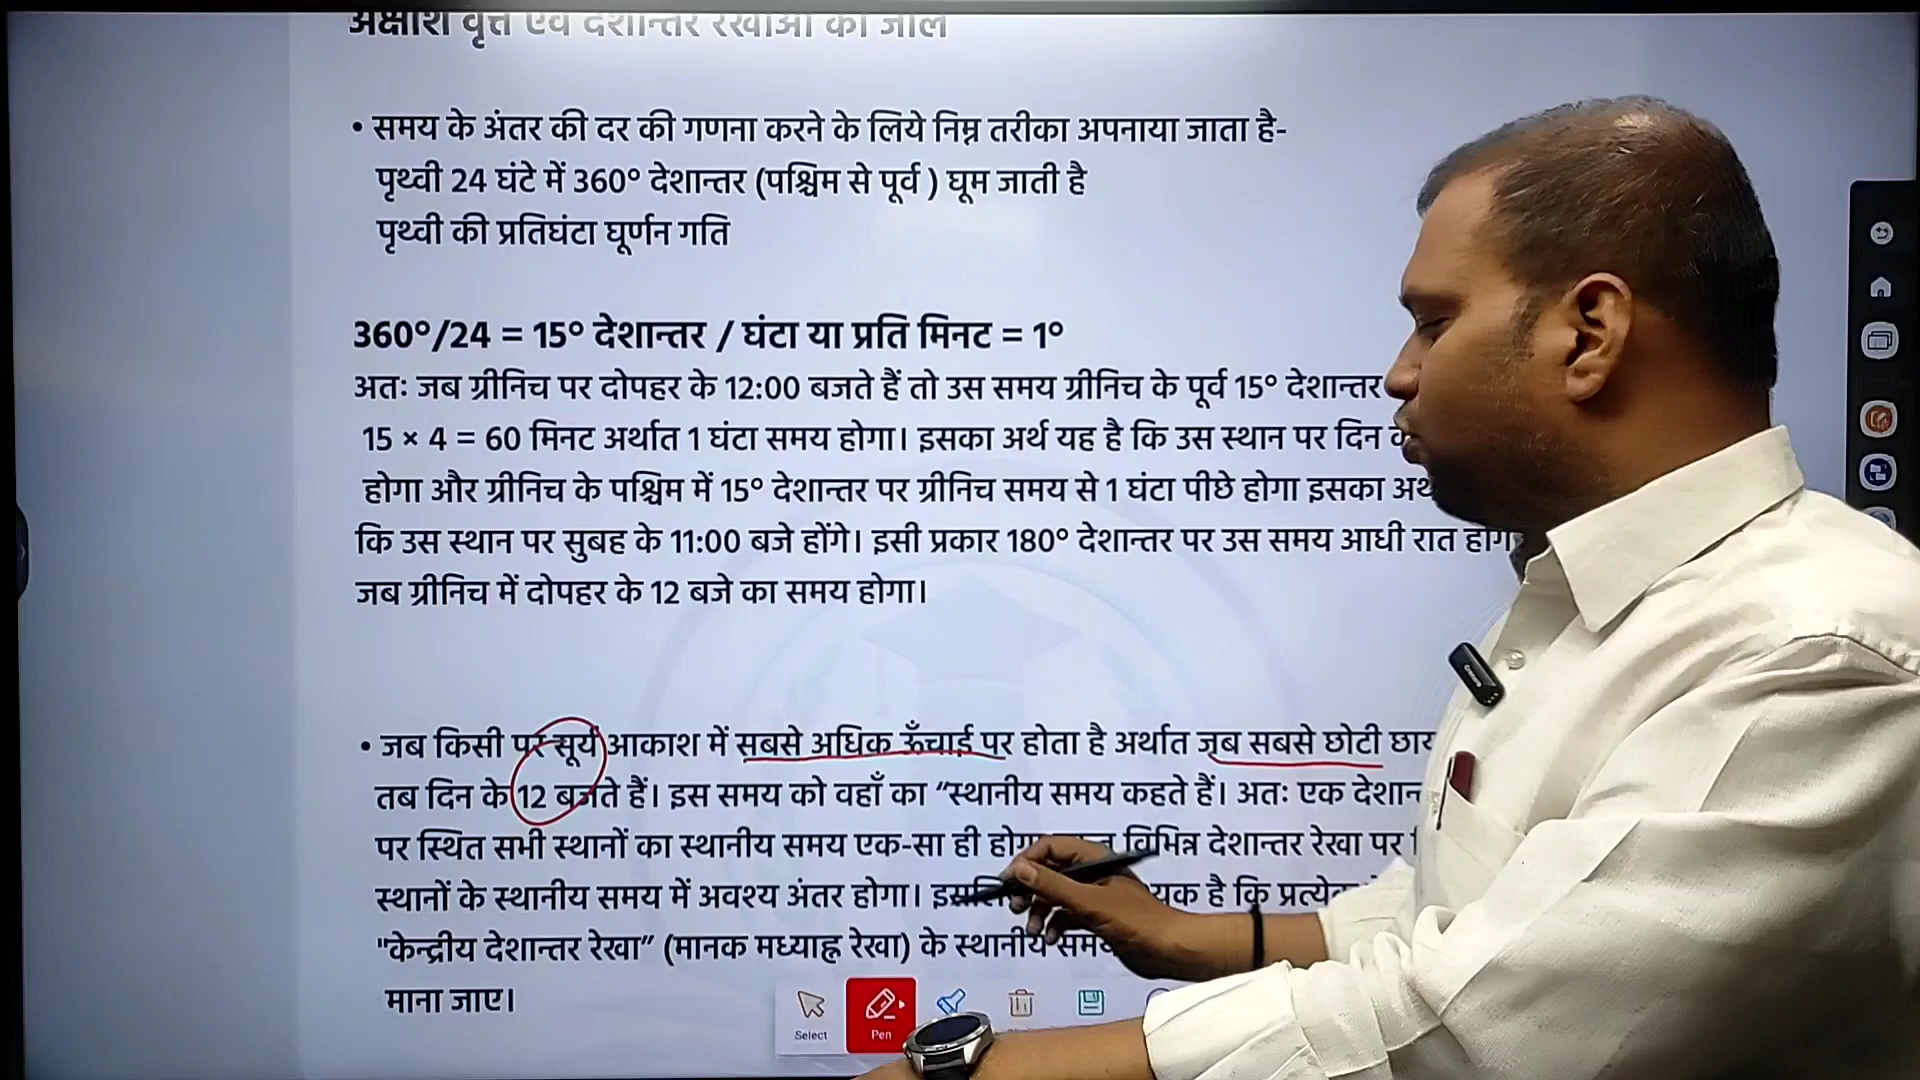 अक्षांश वृत्त एवं देशान्तर रेखाओं का जाल
• समय के अंतर की दर की गणना करने के लिये निम्न तरीका अपनाया जाता है-
पृथ्वी 24 घंटे में 360° देशान्तर (पश्चिम से पूर्व ) घूम जाती है
पृथ्वी की प्रतिघंटा घूर्णन गति
360°/24 = 15° देशान्तर / घंटा या प्रति मिनट = 1°
अतः जब ग्रीनिच पर दोपहर के 12:00 बजते हैं तो उस समय ग्रीनिच के पूर्व 15° देशान्तर
15 × 4 = 60 मिनट अर्थात 1 घंटा समय होगा। इसका अर्थ यह है कि उस स्थान पर दिन
होगा और ग्रीनिच के पश्चिम में 15° देशान्तर पर ग्रीनिच समय से 1 घंटा पीछे होगा इसका
कि उस स्थान पर सुबह के 11:00 बजे होंगे। इसी प्रकार 180° देशान्तर पर उस समय आधी रात
जब ग्रीनिच में दोपहर के 12 बजे का समय होगा।
• जब किसी पर सूर्य आकाश में सबसे अधिक ऊँचाई पर होता है अर्थात जब सबसे छोटी
तब दिन के 12 बजते हैं। इस समय को वहाँ का “स्थानीय समय कहते हैं। अतः एक
पर स्थित सभी स्थानों का स्थानीय समय एक-सा ही विभिन्न देशान्तर रेखा पर
स्थानों के स्थानीय समय में अवश्य अंतर होगा। है कि
"केन्द्रीय देशान्तर रेखा” (मानक मध्याह्न रेखा) के स्थानीय
माना जाए।
Select
Pen